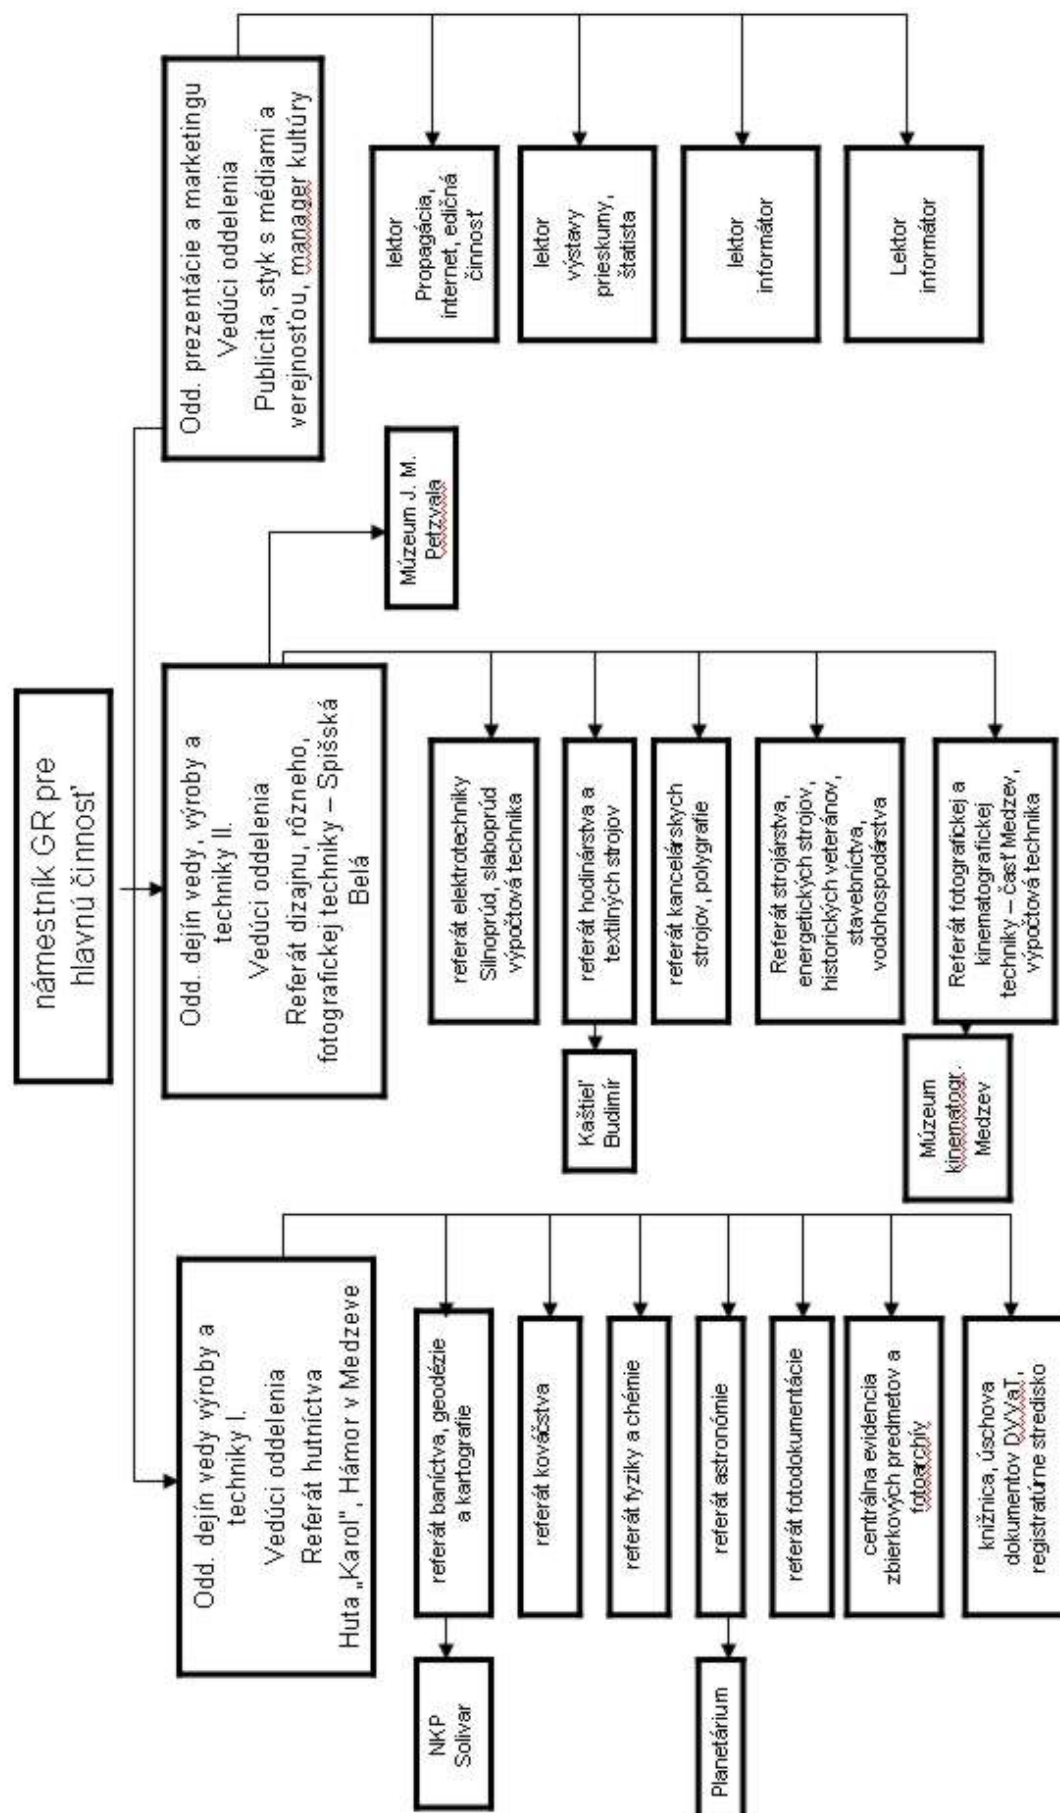 námestník GR pre
hlavnú činnosť
Odd. dejín vedy výroby a
techniky I.
Vedúci oddelenia
Referát hutníctva
Huta „Karol", Hámor v Medzeve
referát baníctva, geodézie
a kartografie
NKP
Solivar
referát kováčstva
referát fyziky a chémie
referát astronómie
Planetárium
referát fotodokumentácie
centrálna evidencia
zbierkových predmetov a
fotoarchív
knižnica, úschova
dokumentov DVVaT,
registratúrne stredisko
Odd. dejín vedy, výroby a
techniky II.
Vedúci oddelenia
Referát dizajnu, rôzneho,
fotografickej techniky – Spišská
Belá
Múzeum J. M.
Petzvala
referát elektrotechniky
Silnoprúd, slaboprúd
výpočtová technika
referát hodinárstva a
textilných strojov
Kaštieľ
Budimír
referát kancelárskych
strojov, polygrafie
Referát strojárstva,
energetických strojov,
historických veteránov,
stavebníctva,
vodohospodárstva
Referát fotografickej a
kinematografickej
techniky – časť Medzev,
výpočtová technika
Múzeum
kinematogr.
Medzev
Odd. prezentácie a marketingu
Vedúci oddelenia
Publicita, styk s médiami a
verejnosťou, manager kultúry
lektor
Propagácia,
internet, edičná
činnosť
lektor
výstavy
prieskumy,
štatista
lektor
informátor
Lektor
informátor